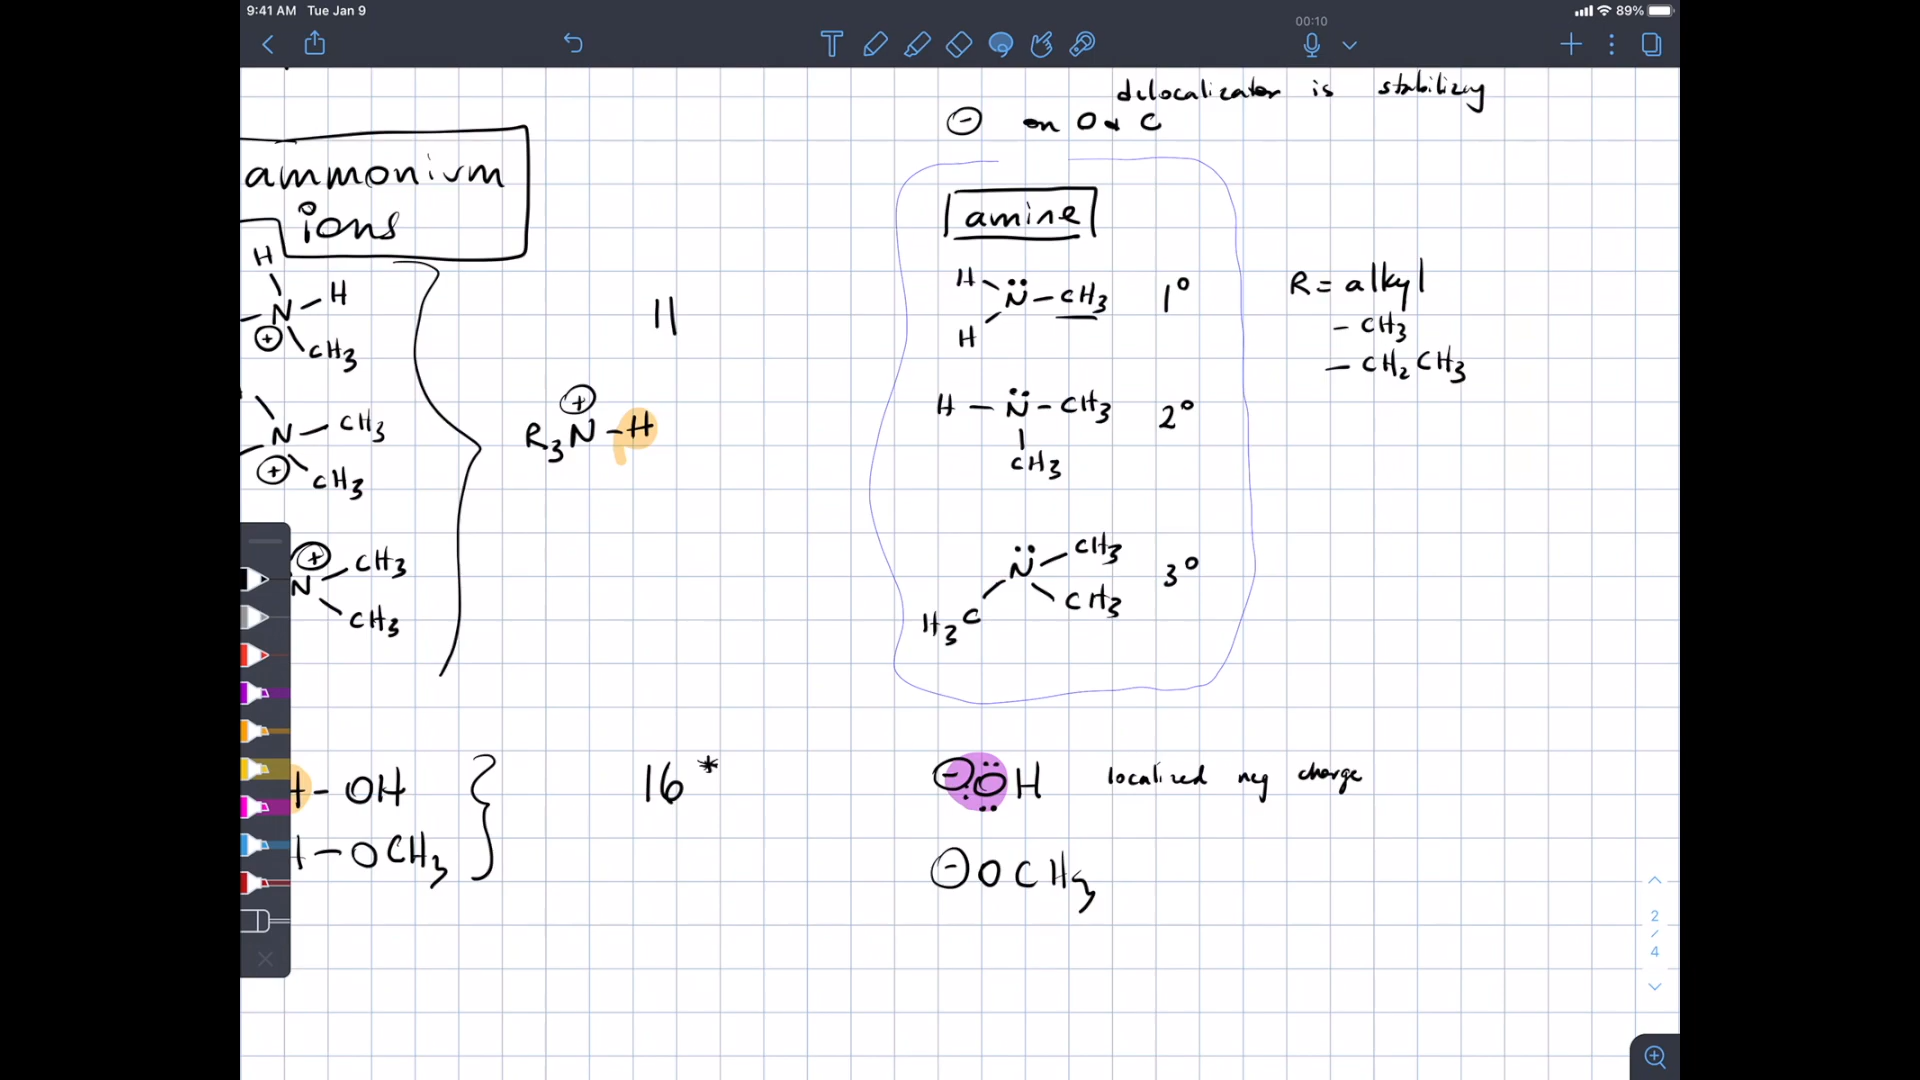 9:41 AM Tue Jan 9
89%
00:10
delocalization is stabilizing
⊖ on O & C
ammonium
ions
amine
H
N H
⊕ CH3
N CH3
⊕ CH3
⊕ CH3
N
CH3
11
⊕
R3N-H
H
N̈-CH3 1°
H
H-N̈-CH3 2°
CH3
N̈ CH3 3°
H3C CH3
R = alkyl
- CH3
- CH2CH3
H-OH
H-OCH3
16*
⊖OH localized neg charge
⊖OCH3
2
/
4